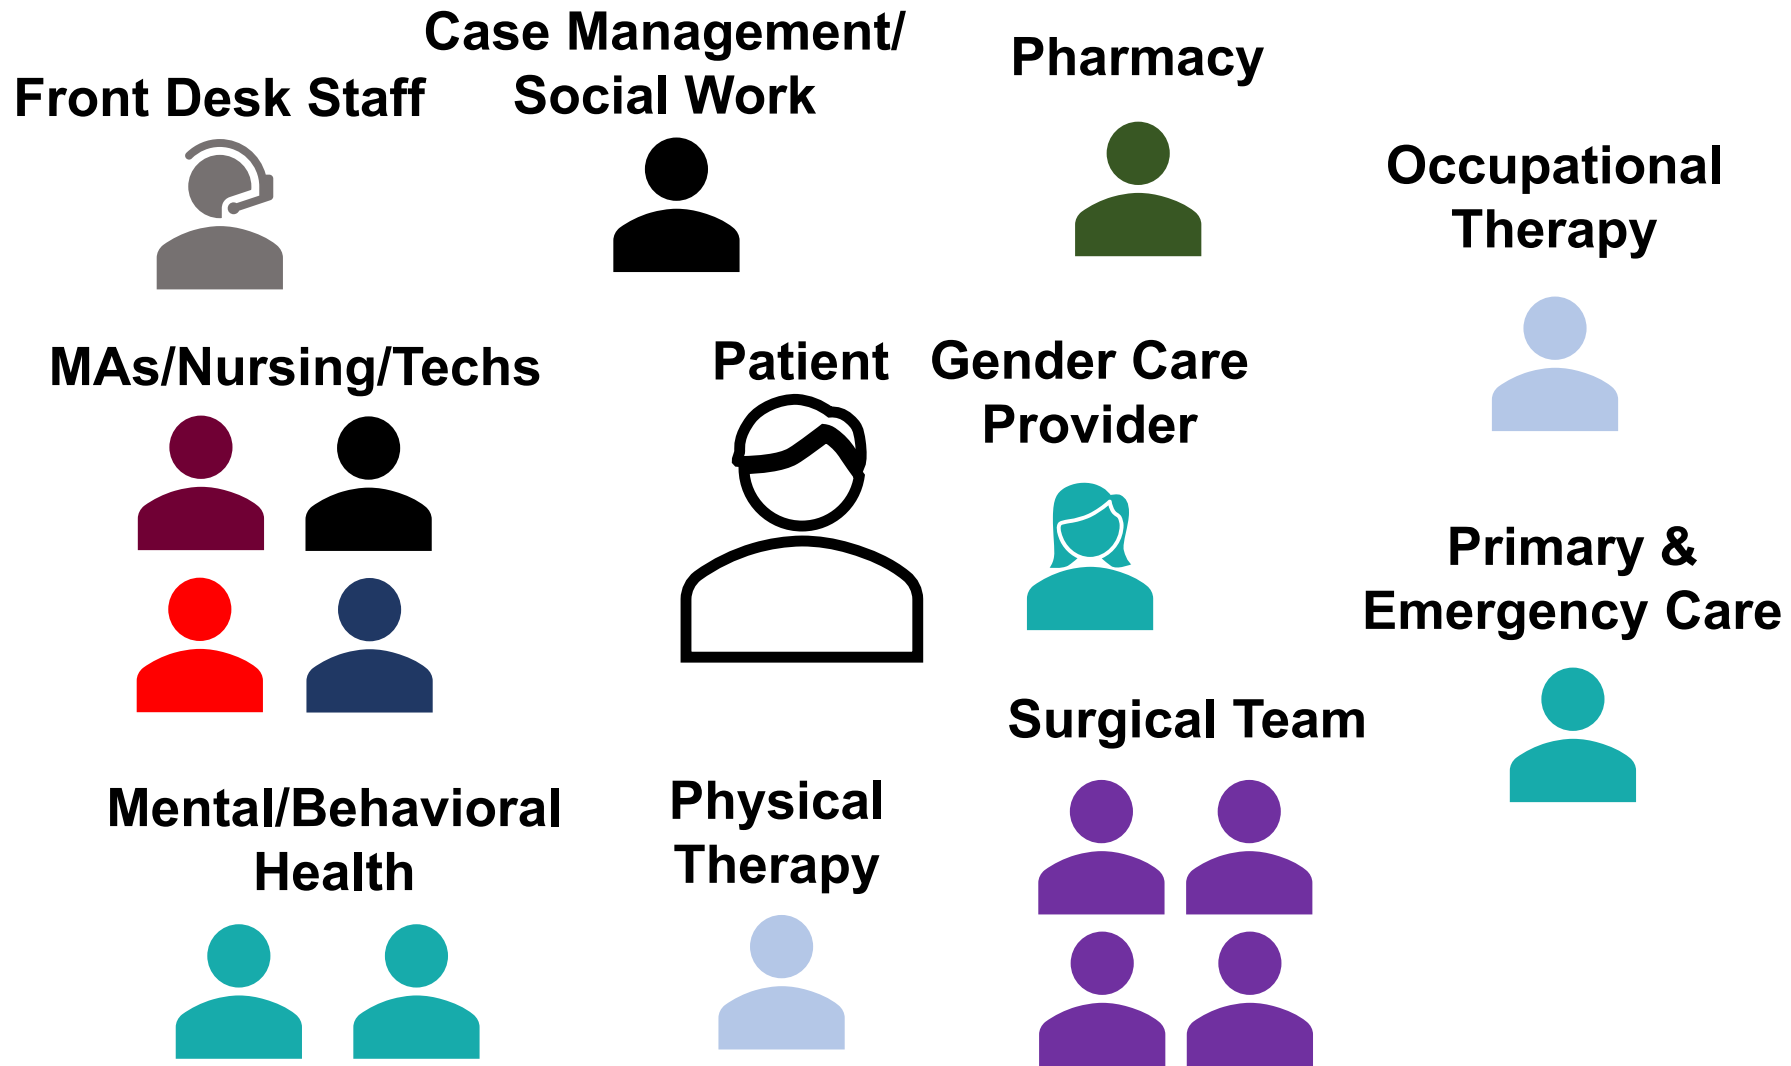 Case Management/
Social Work
Pharmacy
Front Desk Staff
Occupational
Therapy
MAs/Nursing/Techs
Patient
Gender Care
Provider
Primary &
Emergency Care
Surgical Team
Mental/Behavioral
Health
Physical
Therapy